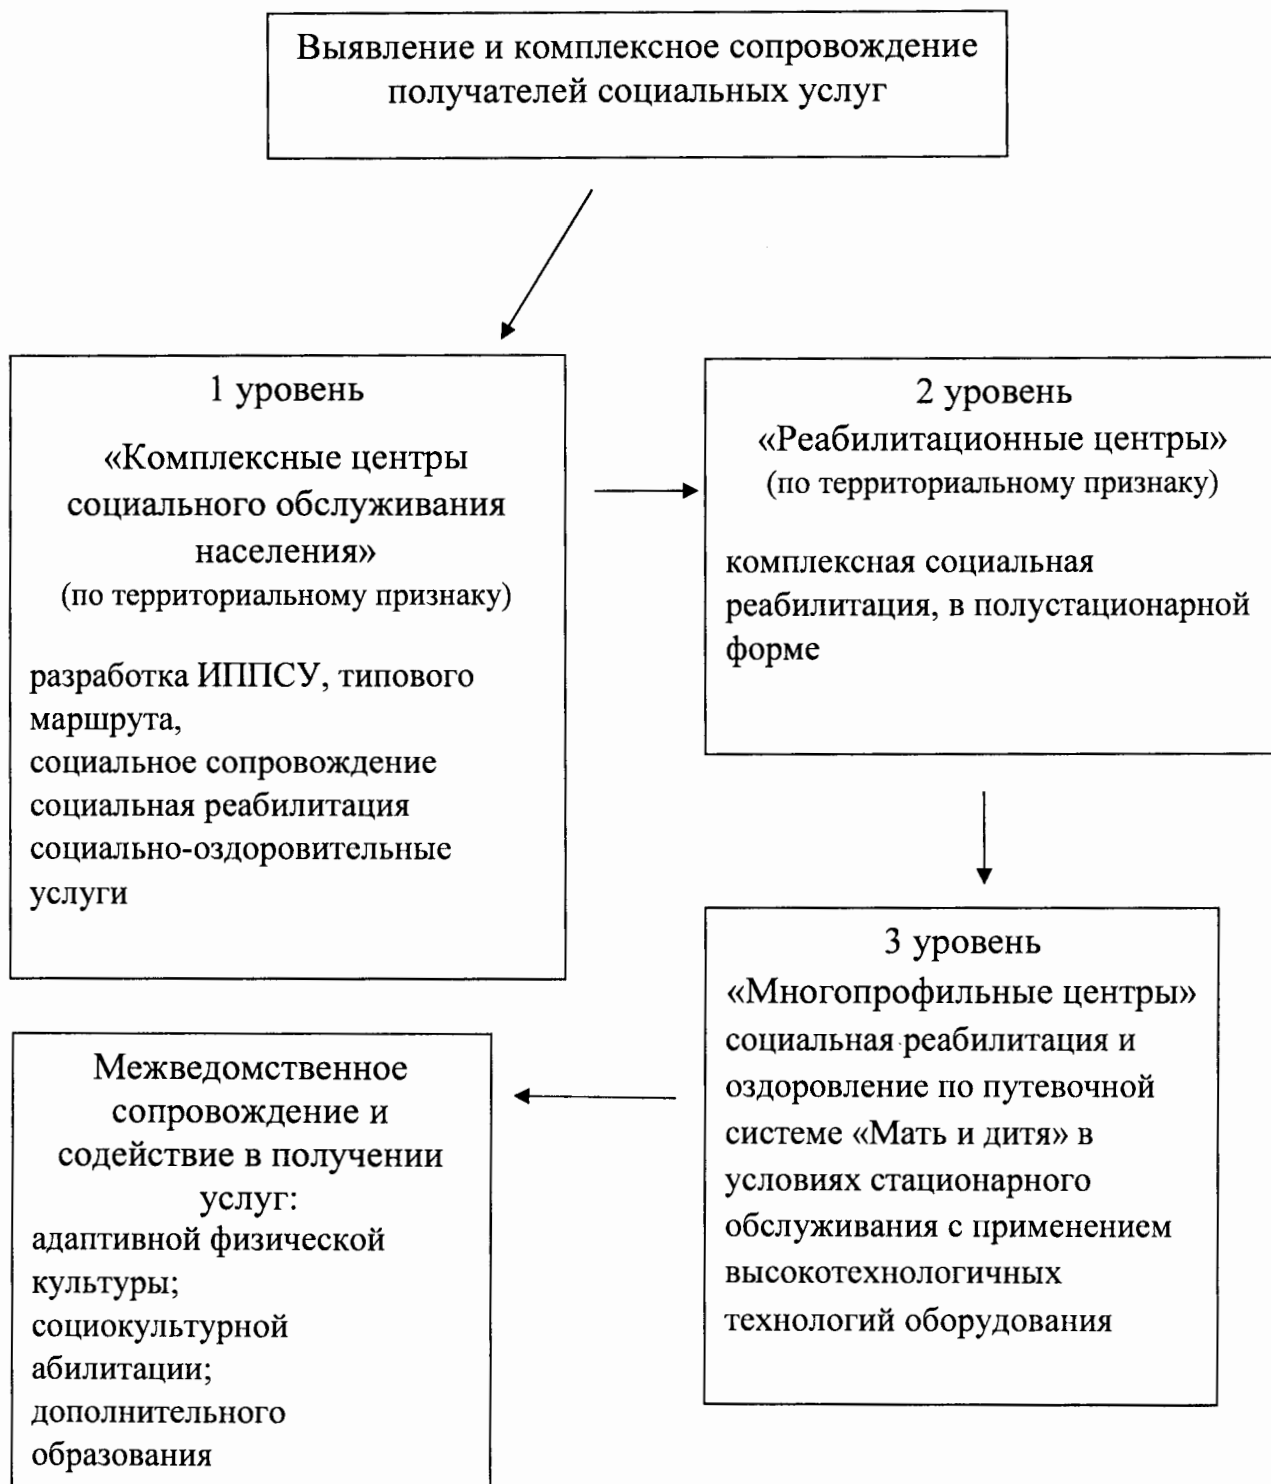 Выявление и комплексное сопровождение
получателей социальных услуг
1 уровень
«Комплексные центры
социального обслуживания
населения»
(по территориальному признаку)
разработка ИППСУ, типового
маршрута,
социальное сопровождение
социальная реабилитация
социально-оздоровительные
услуги
2 уровень
«Реабилитационные центры»
(по территориальному признаку)
комплексная социальная
реабилитация, в полустационарной
форме
3 уровень
«Многопрофильные центры»
социальная реабилитация и
оздоровление по путевочной
системе «Мать и дитя» в
условиях стационарного
обслуживания с применением
высокотехнологичных
технологий оборудования
Межведомственное
сопровождение и
содействие в получении
услуг:
адаптивной физической
культуры;
социокультурной
абилитации;
дополнительного
образования